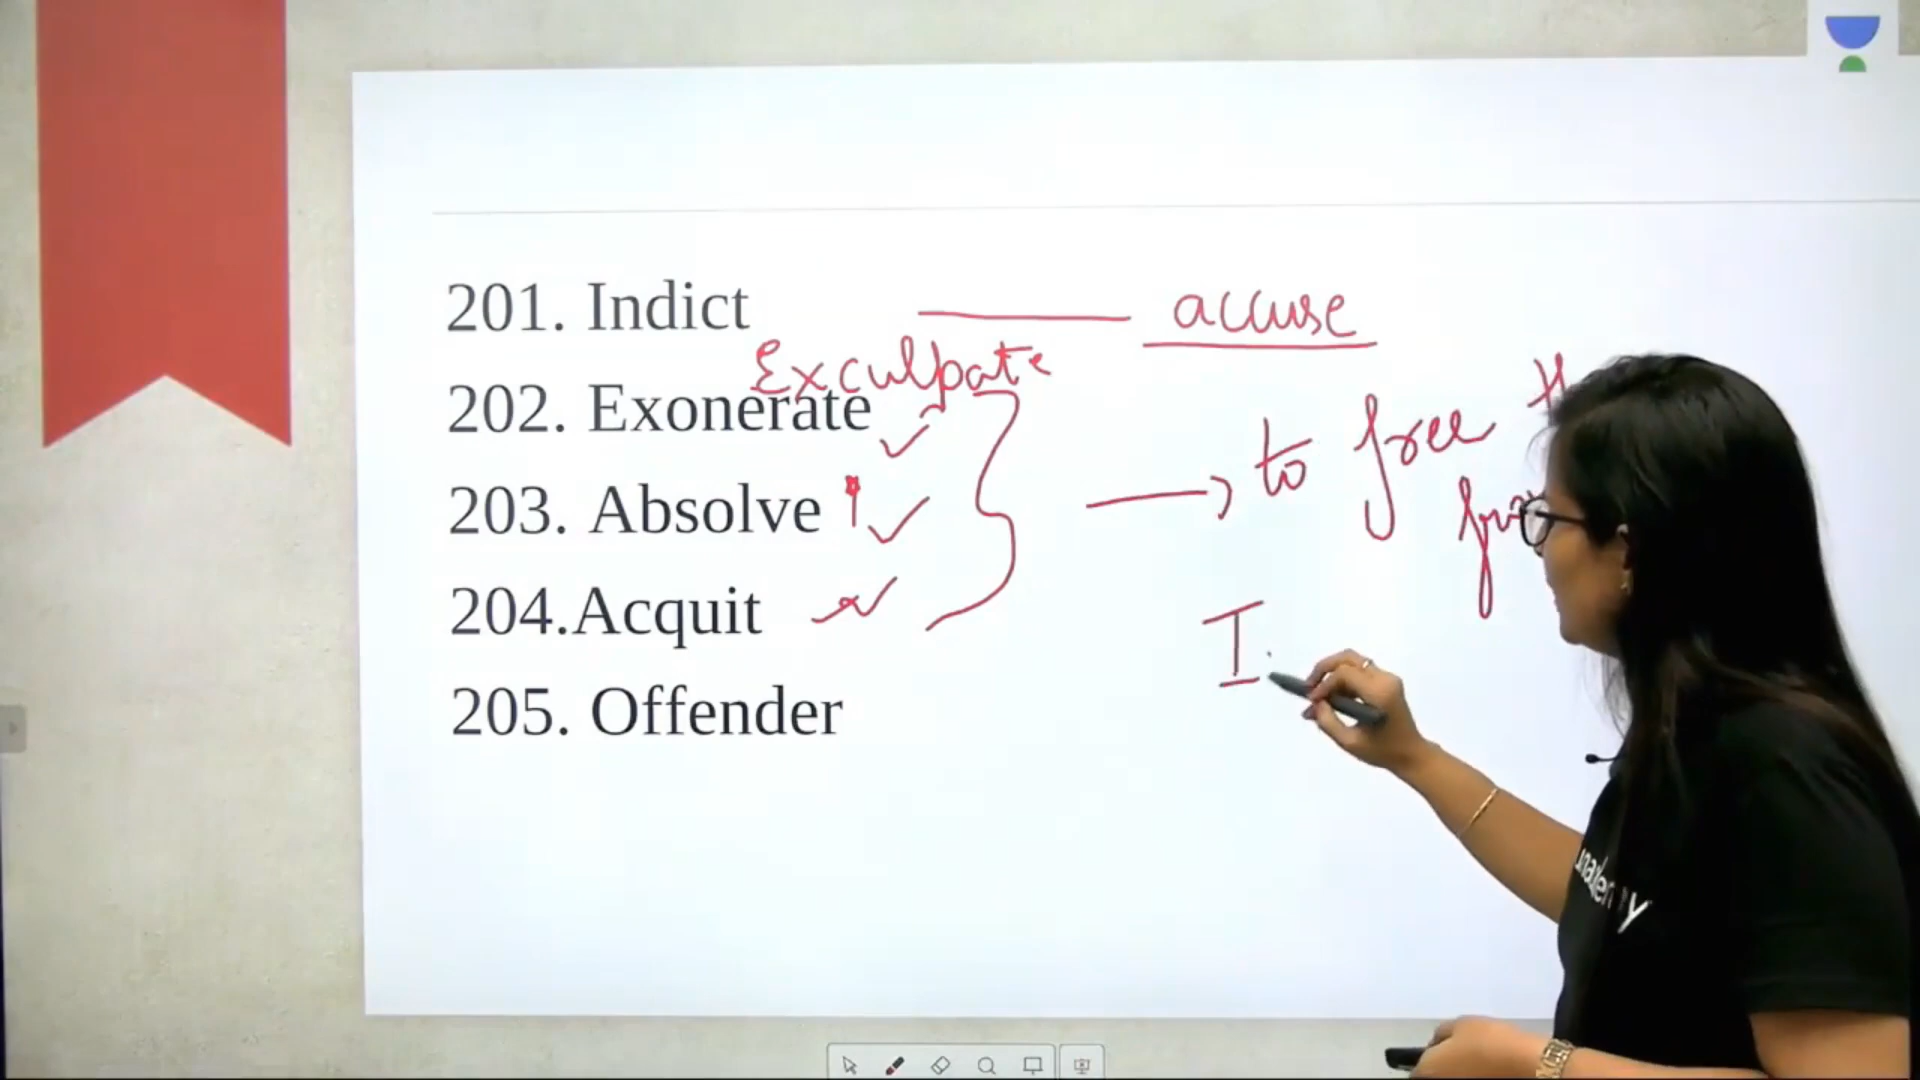 201. Indict — accuse
Exculpate
202. Exonerate
to free
203. Absolve
204.Acquit
I
205. Offender